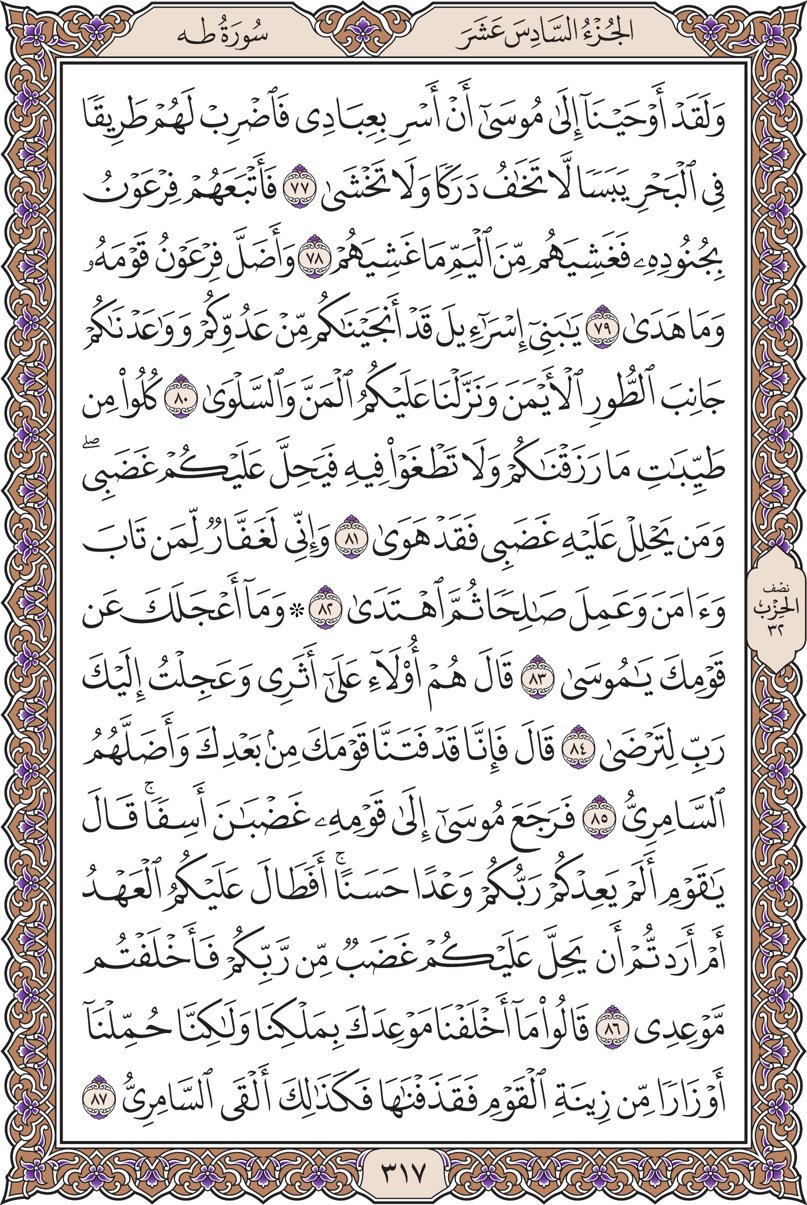 الجُزْءُ السَّادِسَ عَشَرَ
سُورَةُ طه
وَلَقَدْ أَوْحَيْنَآ إِلَىٰ مُوسَىٰٓ أَنْ أَسْرِ بِعِبَادِى فَٱضْرِبْ لَهُمْ طَرِيقًا
فِى ٱلْبَحْرِ يَبَسًا لَّا تَخَٰفُ دَرَكًا وَلَا تَخْشَىٰ ٧٧ فَأَتْبَعَهُمْ فِرْعَوْنُ
بِجُنُودِهِۦ فَغَشِيَهُم مِّنَ ٱلْيَمِّ مَا غَشِيَهُمْ ٧٨ وَأَضَلَّ فِرْعَوْنُ قَوْمَهُۥ
وَمَا هَدَىٰ ٧٩ يَٰبَنِىٓ إِسْرَٰٓءِيلَ قَدْ أَنجَيْنَٰكُم مِّنْ عَدُوِّكُمْ وَوَٰعَدْنَٰكُمْ
جَانِبَ ٱلطُّورِ ٱلْأَيْمَنَ وَنَزَّلْنَا عَلَيْكُمُ ٱلْمَنَّ وَٱلسَّلْوَىٰ ٨٠ كُلُوا۟ مِن
طَيِّبَٰتِ مَا رَزَقْنَٰكُمْ وَلَا تَطْغَوْا۟ فِيهِ فَيَحِلَّ عَلَيْكُمْ غَضَبِى ۖ
وَمَن يَحْلِلْ عَلَيْهِ غَضَبِى فَقَدْ هَوَىٰ ٨١ وَإِنِّى لَغَفَّارٌ لِّمَن تَابَ
وَءَامَنَ وَعَمِلَ صَٰلِحًا ثُمَّ ٱهْتَدَىٰ ٨٢ ۞ وَمَآ أَعْجَلَكَ عَن
نصف
الحِزْب
٣٢
قَوْمِكَ يَٰمُوسَىٰ ٨٣ قَالَ هُمْ أُو۟لَآءِ عَلَىٰٓ أَثَرِى وَعَجِلْتُ إِلَيْكَ
رَبِّ لِتَرْضَىٰ ٨٤ قَالَ فَإِنَّا قَدْ فَتَنَّا قَوْمَكَ مِنۢ بَعْدِكَ وَأَضَلَّهُمُ
ٱلسَّامِرِىُّ ٨٥ فَرَجَعَ مُوسَىٰٓ إِلَىٰ قَوْمِهِۦ غَضْبَٰنَ أَسِفًا ۚ قَالَ
يَٰقَوْمِ أَلَمْ يَعِدْكُمْ رَبُّكُمْ وَعْدًا حَسَنًا ۚ أَفَطَالَ عَلَيْكُمُ ٱلْعَهْدُ
أَمْ أَرَدتُّمْ أَن يَحِلَّ عَلَيْكُمْ غَضَبٌ مِّن رَّبِّكُمْ فَأَخْلَفْتُم
مَّوْعِدِى ٨٦ قَالُوا۟ مَآ أَخْلَفْنَا مَوْعِدَكَ بِمَلْكِنَا وَلَٰكِنَّا حُمِّلْنَآ
أَوْزَارًا مِّن زِينَةِ ٱلْقَوْمِ فَقَذَفْنَٰهَا فَكَذَٰلِكَ أَلْقَى ٱلسَّامِرِىُّ ٨٧
٣١٧